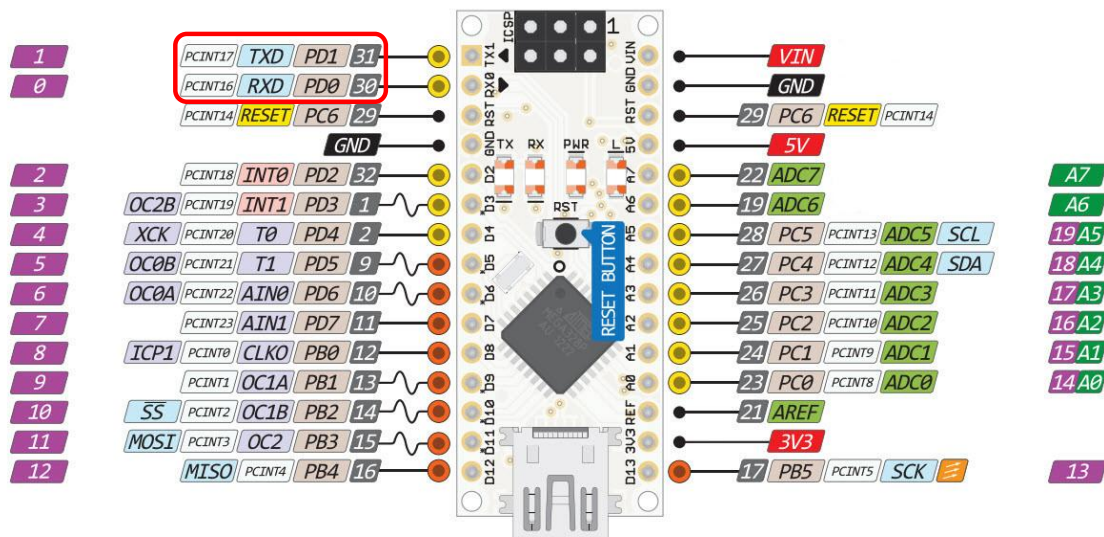 ICSP 1
1 PCINT17 TXD PD1 31 TX1 VIN VIN
0 PCINT16 RXD PD0 30 RX0 GND GND
PCINT14 RESET PC6 29 RST RST 29 PC6 RESET PCINT14
GND GND TX RX PWR L 5V 5V
2 PCINT18 INT0 PD2 32 D2 A7 22 ADC7 A7
3 OC2B PCINT19 INT1 PD3 1 D3 A6 19 ADC6 A6
RST
4 XCK PCINT20 T0 PD4 2 D4 A5 28 PC5 PCINT13 ADC5 SCL 19 A5
5 OC0B PCINT21 T1 PD5 9 D5 A4 27 PC4 PCINT12 ADC4 SDA 18 A4
RESET BUTTON
6 OC0A PCINT22 AIN0 PD6 10 D6 A3 26 PC3 PCINT11 ADC3 17 A3
7 PCINT23 AIN1 PD7 11 D7 A2 25 PC2 PCINT10 ADC2 16 A2
8 ICP1 PCINT0 CLKO PB0 12 D8 A1 24 PC1 PCINT9 ADC1 15 A1
9 PCINT1 OC1A PB1 13 D9 A0 23 PC0 PCINT8 ADC0 14 A0
10 SS PCINT2 OC1B PB2 14 D10 REF 21 AREF
11 MOSI PCINT3 OC2 PB3 15 D11 3V3 3V3
12 MISO PCINT4 PB4 16 D12 D13 17 PB5 PCINT5 SCK 13